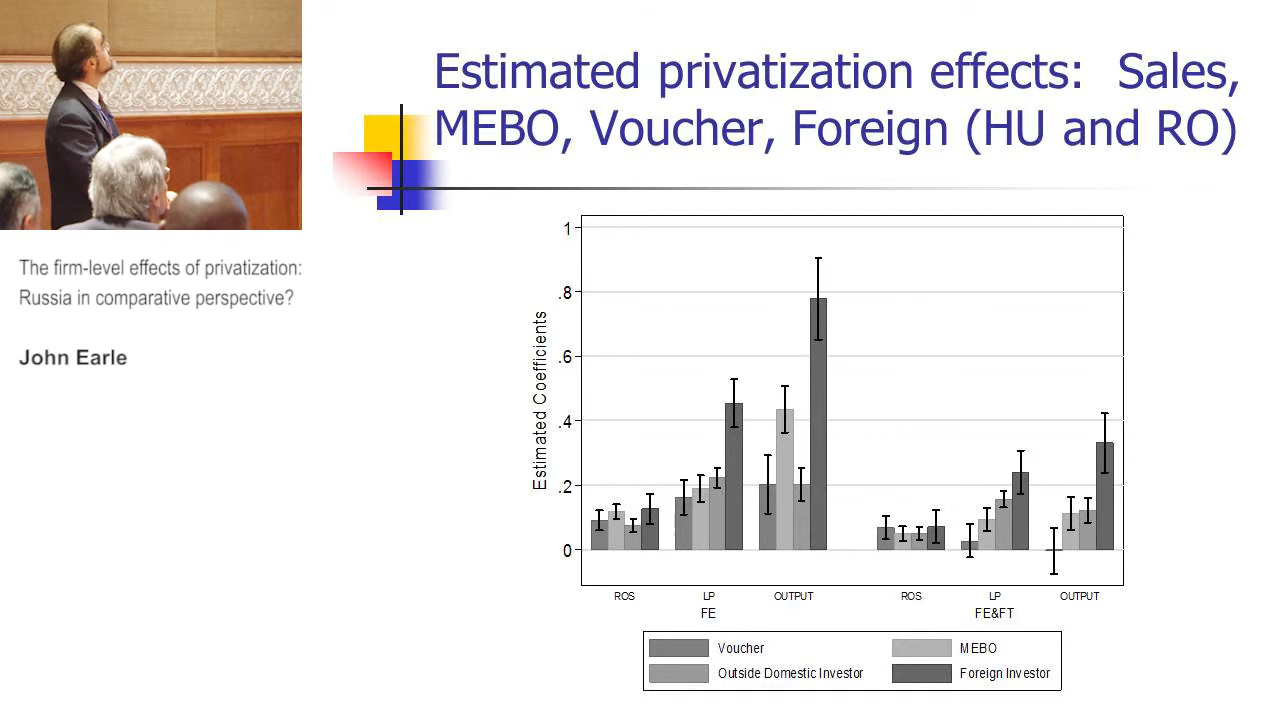 Estimated privatization effects: Sales,
MEBO, Voucher, Foreign (HU and RO)
The firm-level effects of privatization:
Russia in comparative perspective?
John Earle
Estimated Coefficients
1
.8
.6
.4
.2
0
ROS LP OUTPUT ROS LP OUTPUT
FE FE&FT
Voucher MEBO
Outside Domestic Investor Foreign Investor